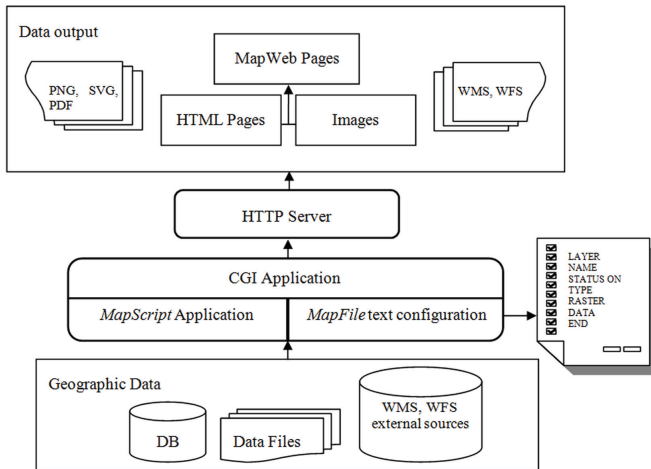 Data output
MapWeb Pages
PNG, SVG,
PDF
WMS, WFS
HTML Pages
Images
HTTP Server
CGI Application
MapScript Application
MapFile text configuration
LAYER
NAME
STATUS ON
TYPE
RASTER
DATA
END
Geographic Data
DB
Data Files
WMS, WFS
external sources